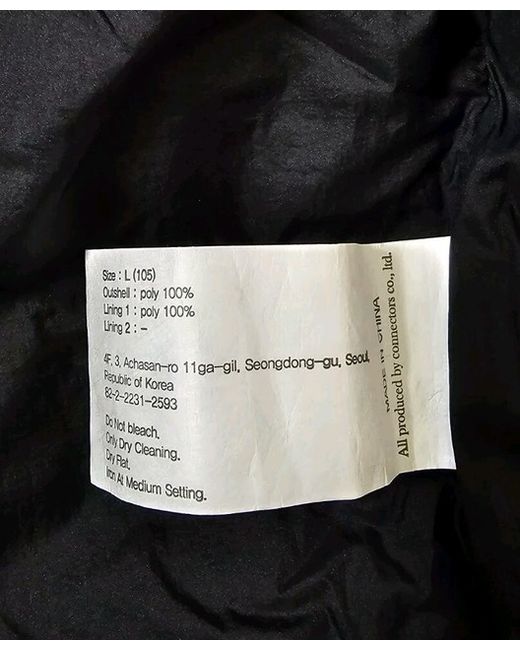 Size : L (105)
Outshell : poly 100%
Lining 1 : poly 100%
Lining 2 : -
4F, 3, Achasan-ro 11ga-gil, Seongdong-gu, Seoul,
Republic of Korea
82-2-2231-2593
Do Not bleach.
Only Dry Cleaning.
Dry Flat.
Iron At Medium Setting.
MADE IN CHINA
All produced by connectors co., ltd.